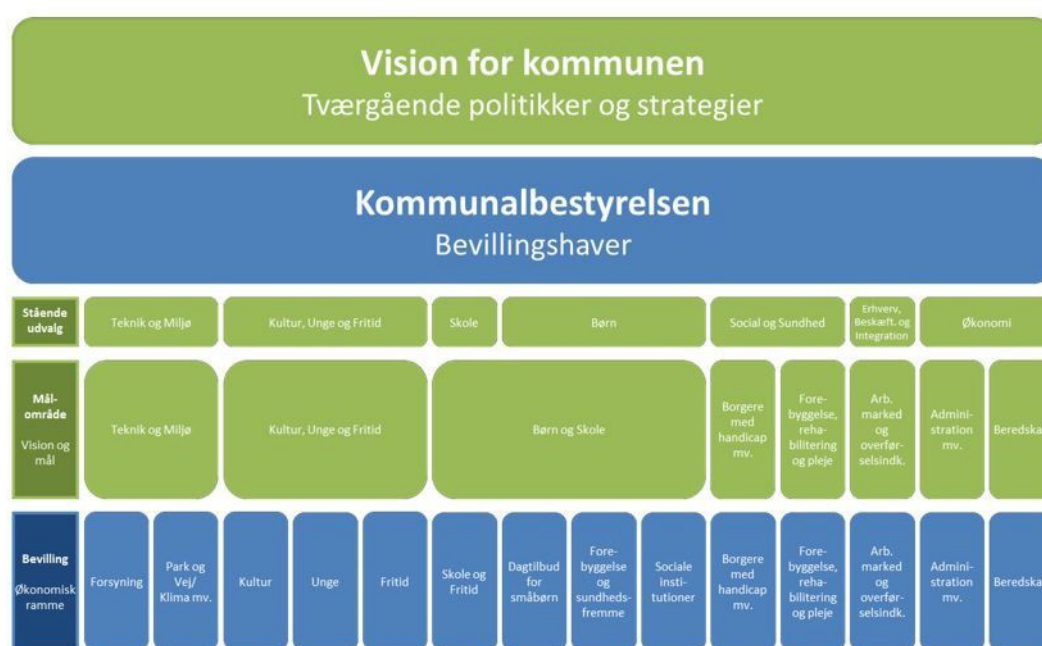 Vision for kommunen
Tværgående politikker og strategier
Kommunalbestyrelsen
Bevillingshaver
Stående
udvalg
Teknik og Miljø
Kultur, Unge og Fritid
Skole
Børn
Social og Sundhed
Erhverv,
Beskæft. og
Integration
Økonomi
Mål-
område
Vision og
mål
Teknik og Miljø
Kultur, Unge og Fritid
Børn og Skole
Borgere
med
handicap
mv.
Fore-
byggelse,
reha-
bilitering
og pleje
Arb.
marked
og
overfør-
selsindk.
Admini-
stration
mv.
Beredska
Bevilling
Økonomisk
ramme
Forsyning
Park og
Vej/
Klima mv.
Kultur
Unge
Fritid
Skole og
Fritid
Dagtilbud
for
småbørn
Fore-
byggelse
og
sundheds-
fremme
Sociale
insti-
tutioner
Borgere
med
handicap
mv.
Fore-
byggelse,
reha-
bilitering
og pleje
Arb.
marked
og
overfør-
selsindk.
Admini-
stration
mv.
Beredska